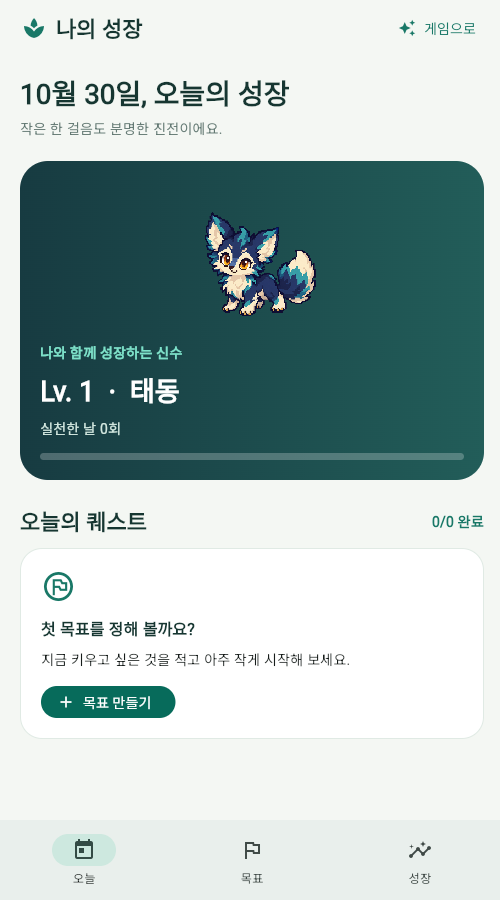 나의 성장
게임으로
10월 30일, 오늘의 성장
작은 한 걸음도 분명한 진전이에요.
나와 함께 성장하는 신수
Lv. 1 · 태동
실천한 날 0회
오늘의 퀘스트
0/0 완료
첫 목표를 정해 볼까요?
지금 키우고 싶은 것을 적고 아주 작게 시작해 보세요.
+ 목표 만들기
오늘
목표
성장